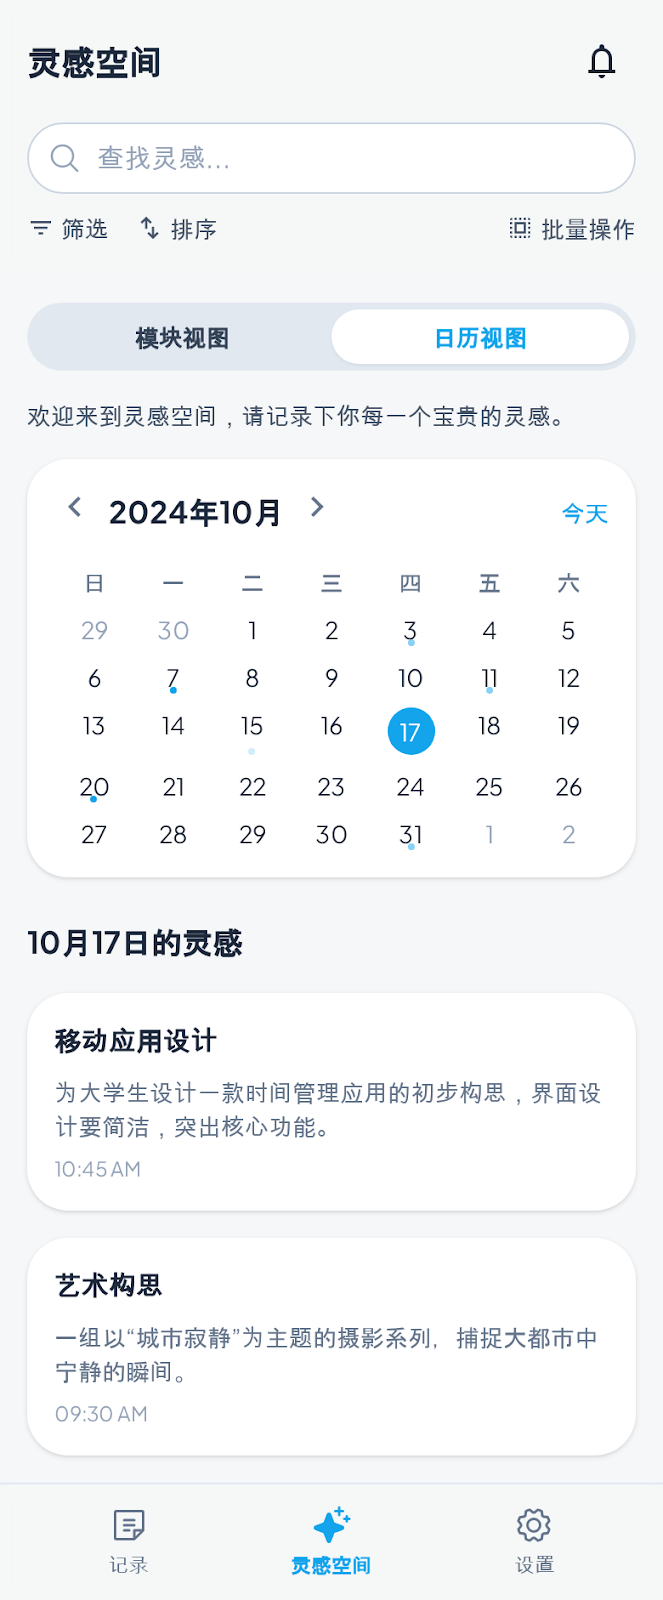 灵感空间
查找灵感...
筛选 排序 批量操作
模块视图 日历视图
欢迎来到灵感空间，请记录下你每一个宝贵的灵感。
2024年10月 今天
日 一 二 三 四 五 六
29 30 1 2 3 4 5
6 7 8 9 10 11 12
13 14 15 16 17 18 19
20 21 22 23 24 25 26
27 28 29 30 31 1 2
10月17日的灵感
移动应用设计
为大学生设计一款时间管理应用的初步构思，界面设
计要简洁，突出核心功能。
10:45 AM
艺术构思
一组以“城市寂静”为主题的摄影系列，捕捉大都市中
宁静的瞬间。
09:30 AM
记录 灵感空间 设置